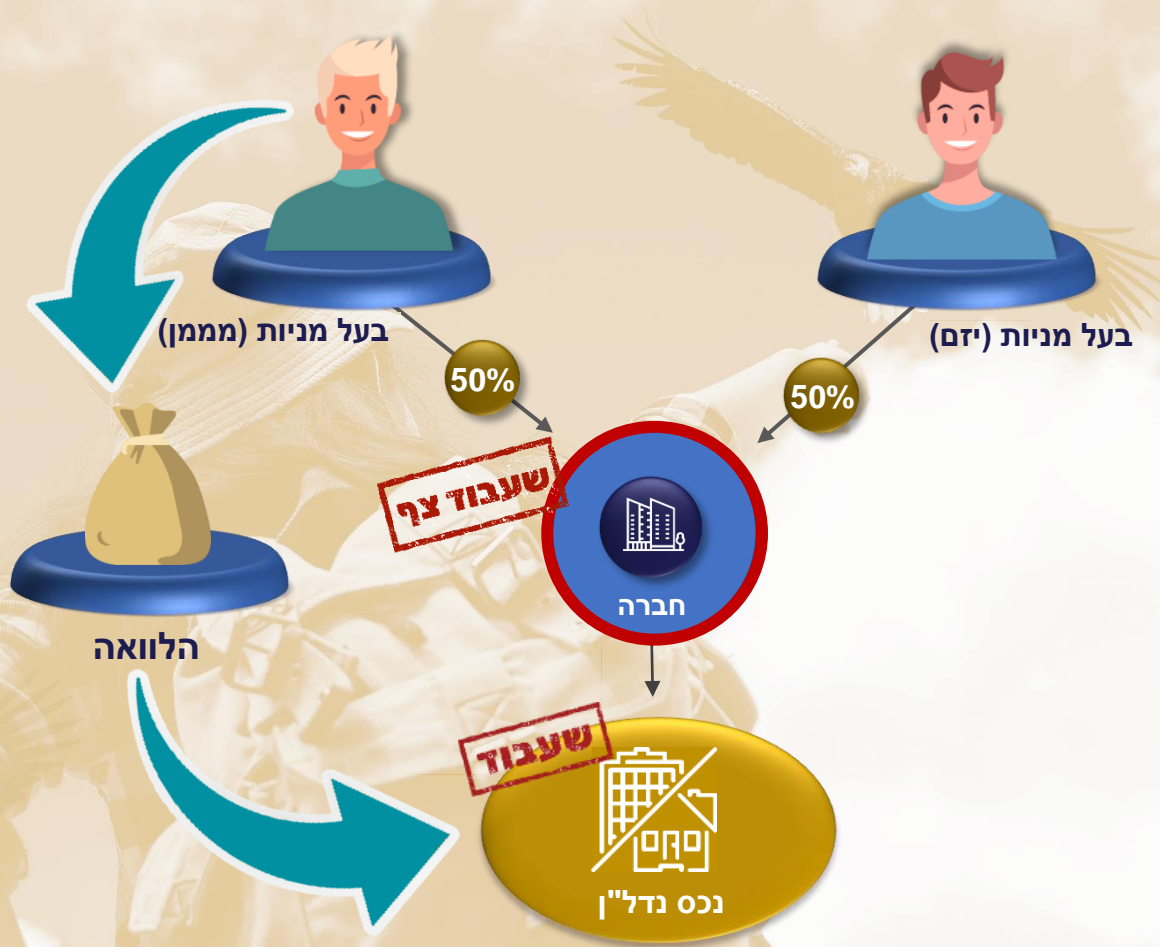 בעל מניות (יזם)
בעל מניות (מממן)
50%
50%
שעבוד צף
חברה
הלוואה
שעבוד
נכס נדל"ן